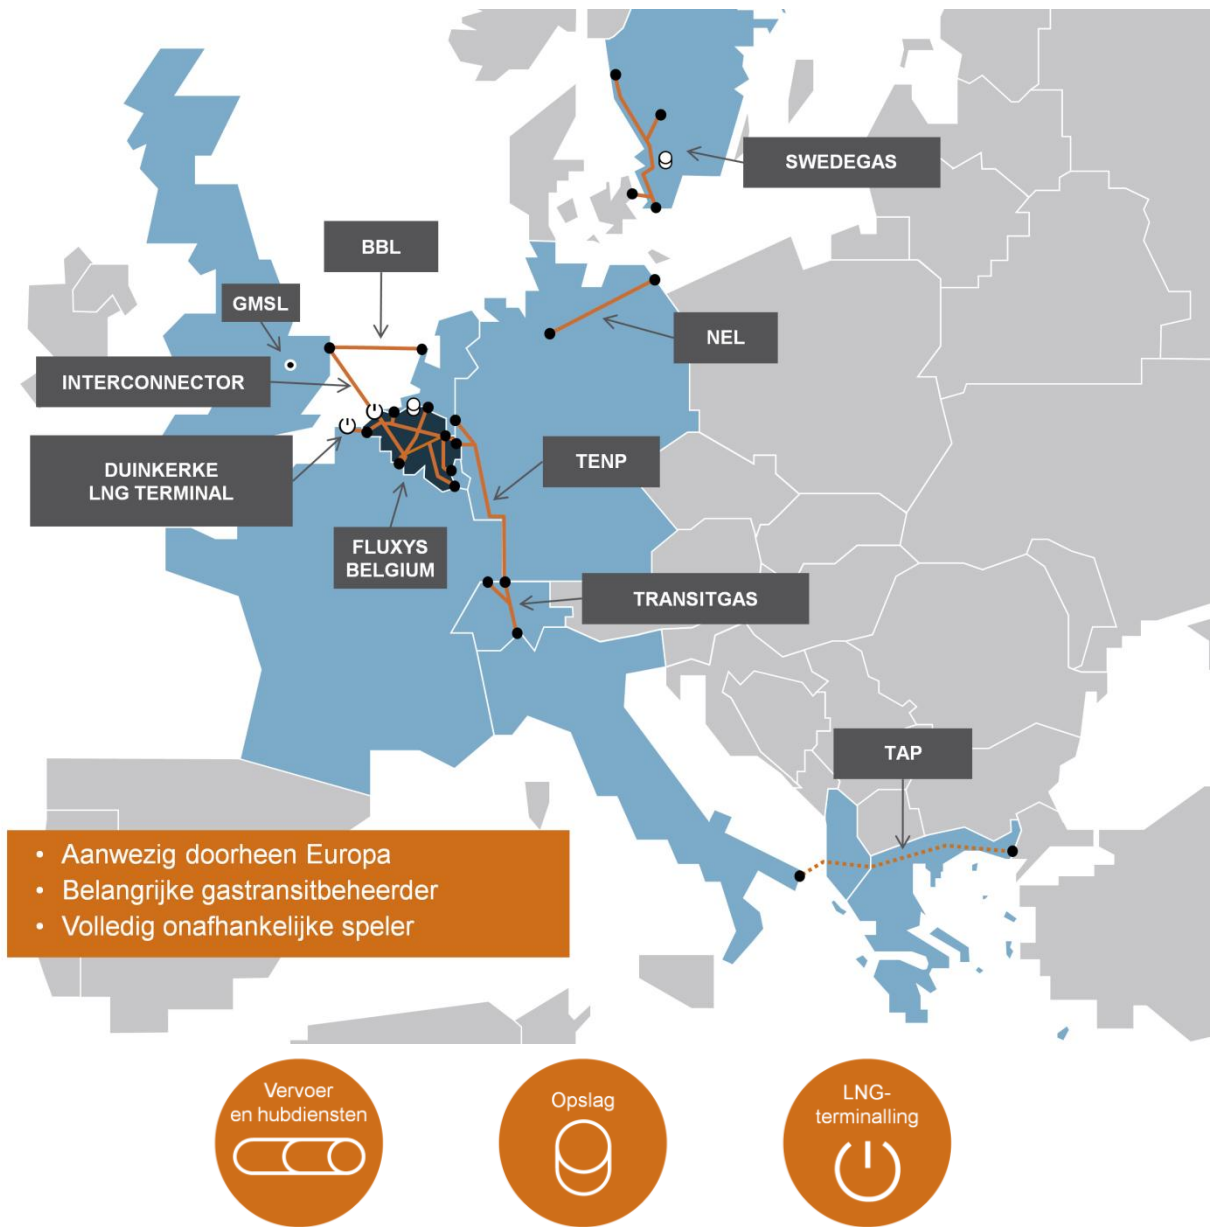 SWEDEGAS
BBL
GMSL
NEL
INTERCONNECTOR
DUINKERKE
LNG TERMINAL
TENP
FLUXYS
BELGIUM
TRANSITGAS
TAP
• Aanwezig doorheen Europa
• Belangrijke gastransitbeheerder
• Volledig onafhankelijke speler
Vervoer
en hubdiensten
Opslag
LNG-
terminalling